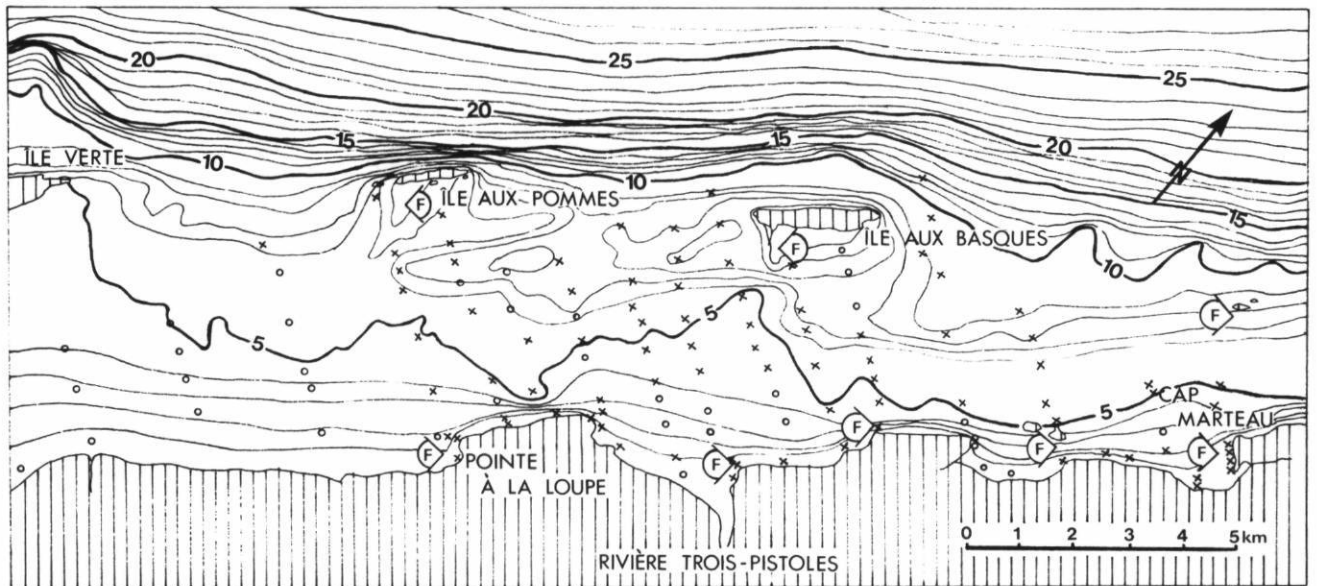 25
20
20
25
15
15
10
10
20
N
15
ÎLE VERTE
ÎLE AUX-POMMES
F
ÎLE AUX BASQUES
F
10
F
5
5
5
CAP
MARTEAU
F
F
F
F
F
POINTE
À LA LOUPE
RIVIÈRE TROIS-PISTOLES
0 1 2 3 4 5 km